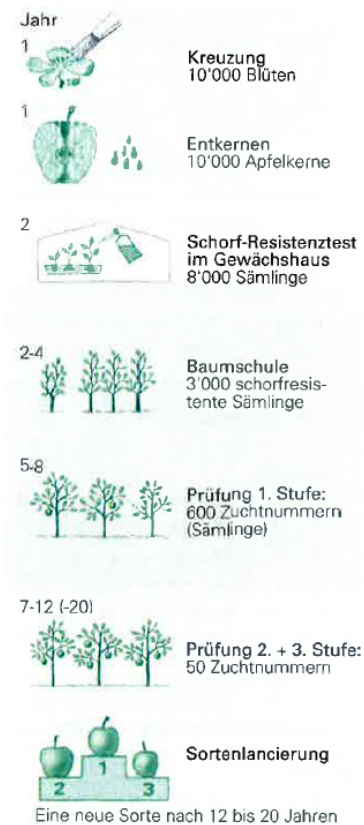 Jahr
1
Kreuzung
10'000 Blüten
1
Entkernen
10'000 Apfelkerne
2
Schorf-Resistenztest
im Gewächshaus
8'000 Sämlinge
2-4
Baumschule
3'000 schorfresis-
tente Sämlinge
5-8
Prüfung 1. Stufe:
600 Zuchtnummern
(Sämlinge)
7-12 (-20)
Prüfung 2. + 3. Stufe:
50 Zuchtnummern
Sortenlancierung
1
2
3
Eine neue Sorte nach 12 bis 20 Jahren